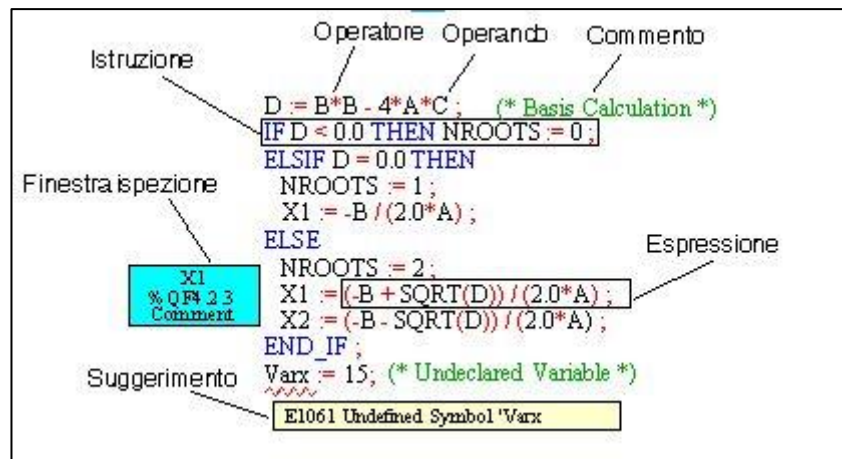 Operatore Operando Commento
Istruzione
D := B*B - 4*A*C ; (* Basis Calculation *)
IF D < 0.0 THEN NROOTS := 0 ;
ELSIF D = 0.0 THEN
NROOTS := 1 ;
Finestra ispezione
X1 := -B / (2.0*A) ;
ELSE
Espressione
NROOTS := 2 ;
X1
%QF4.2.3
Comment
X1 := (-B + SQRT(D)) / (2.0*A) ;
X2 := (-B - SQRT(D)) / (2.0*A) ;
END_IF ;
Suggerimento
Varx := 15; (* Undeclared Variable *)
E1061 Undefined Symbol 'Varx